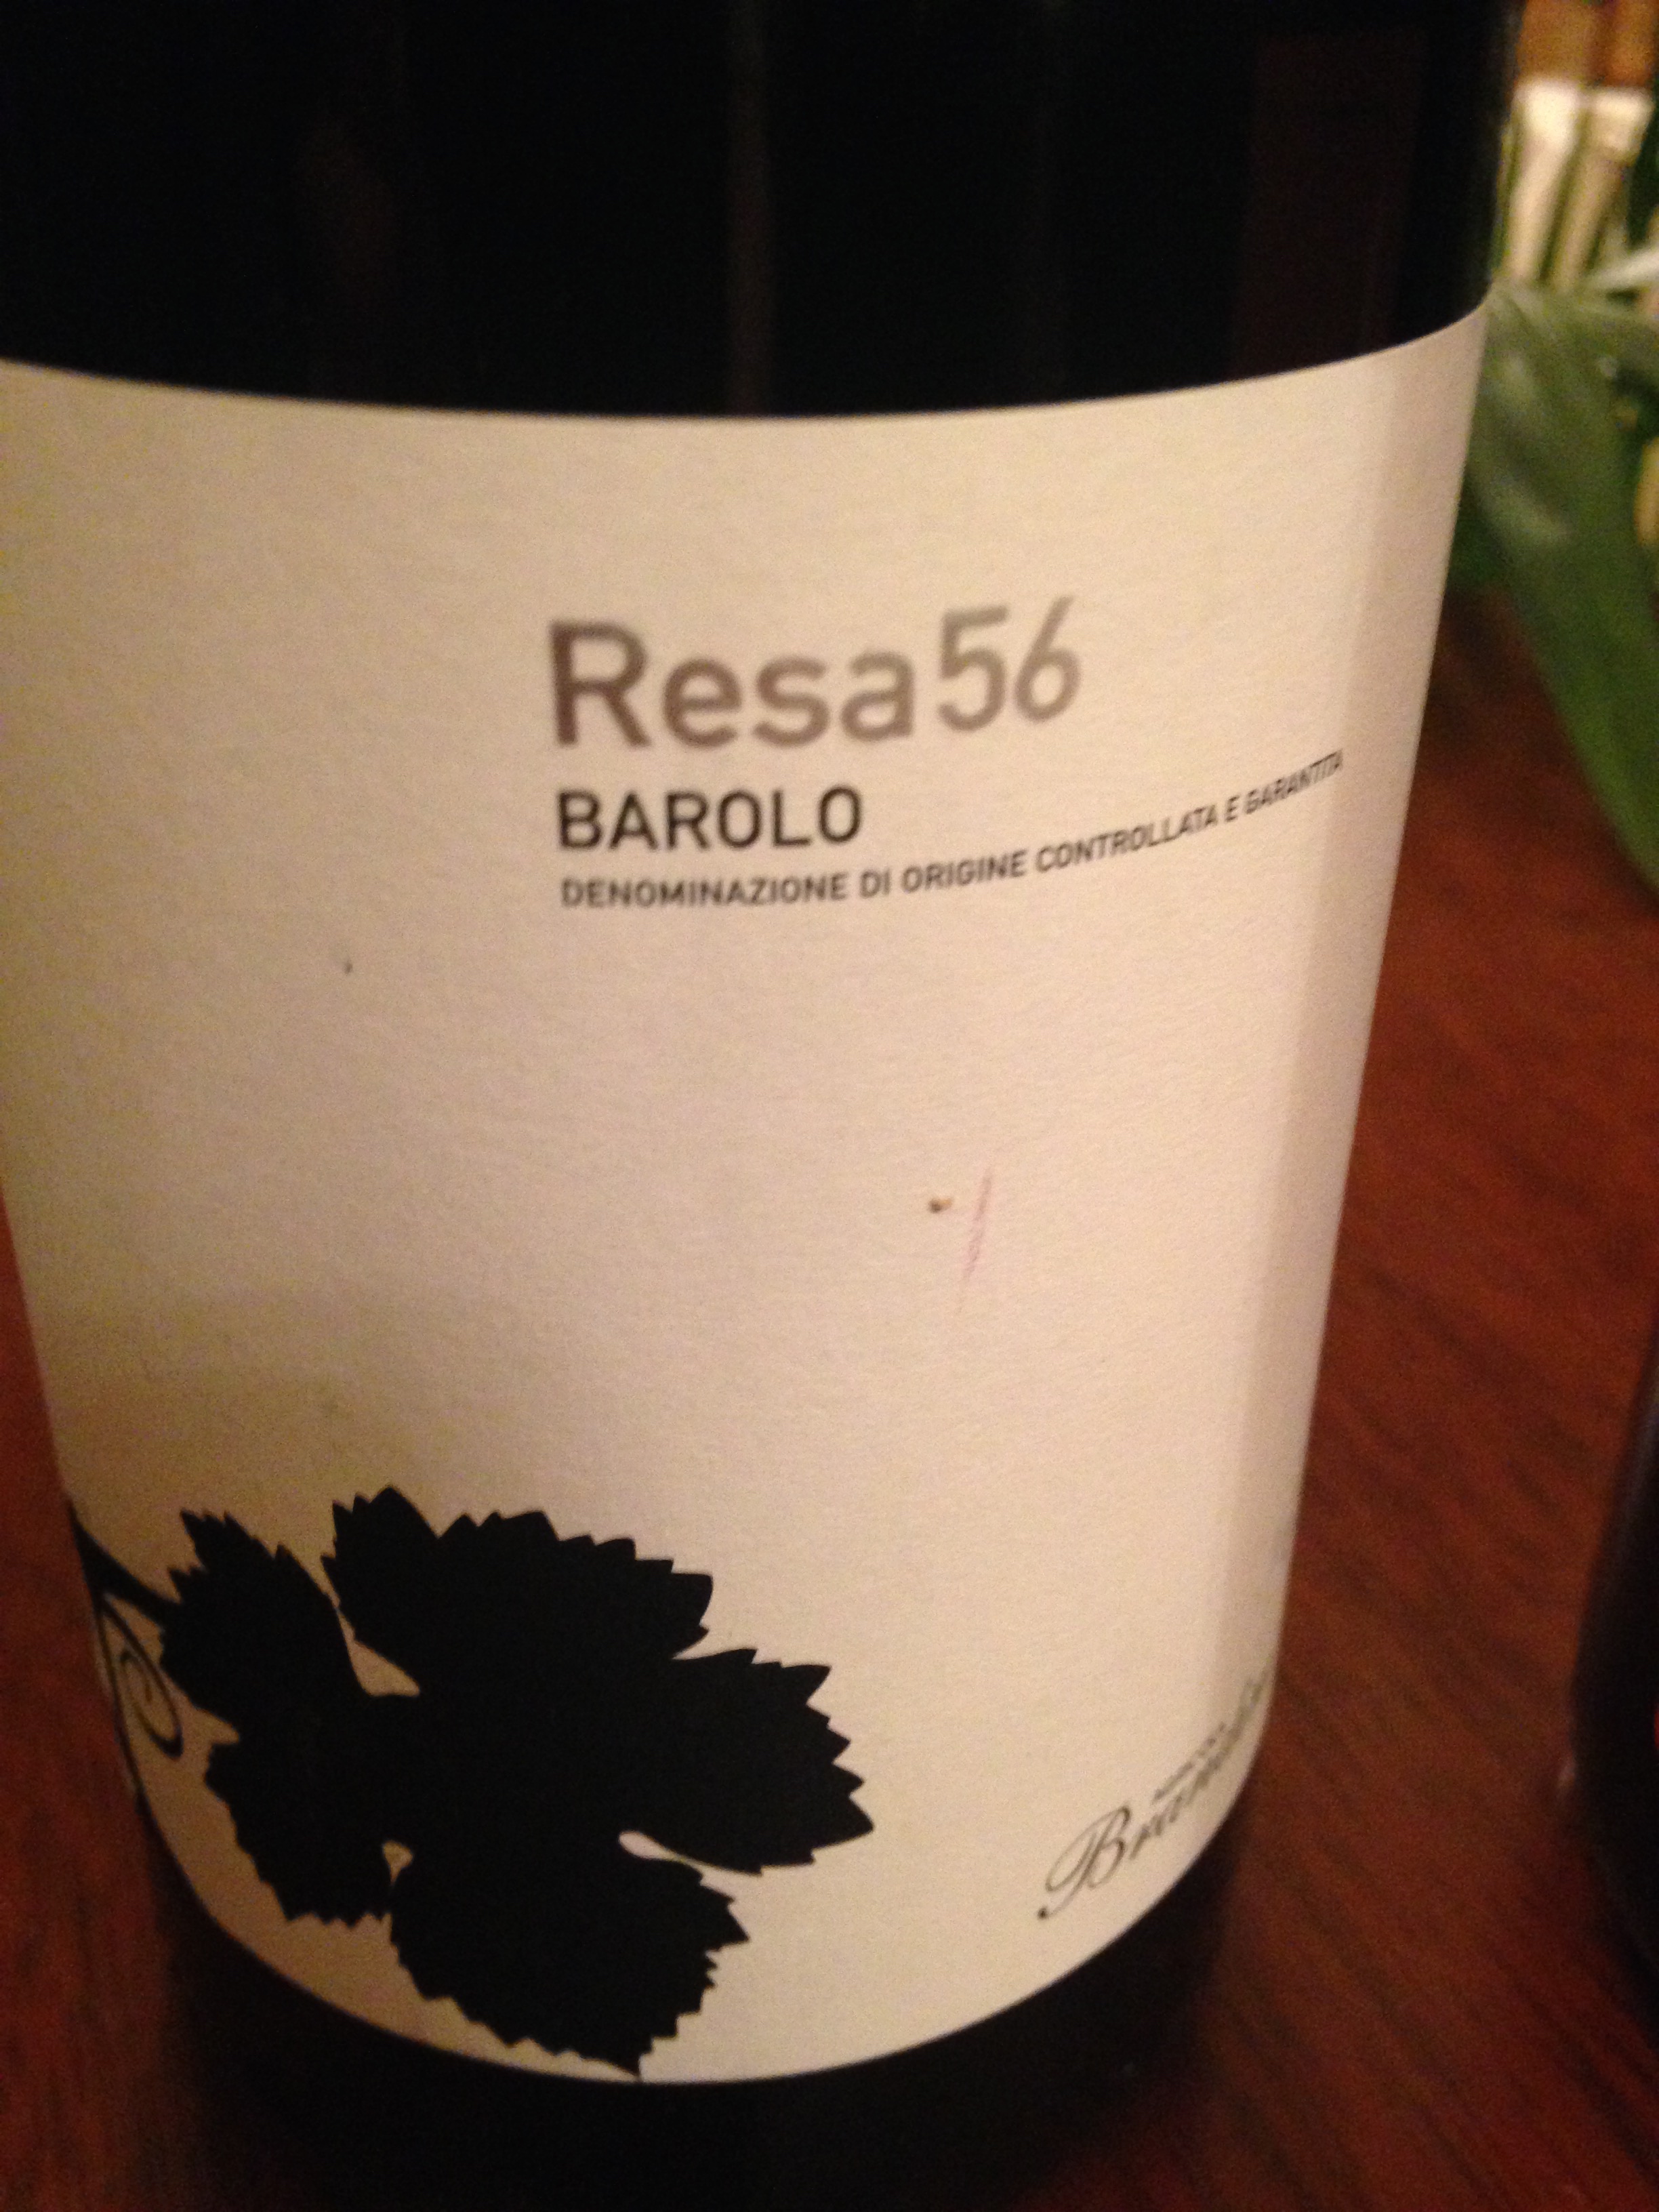 Resa56
BAROLO
DENOMINAZIONE DI ORIGINE CONTROLLATA E GARANTITA